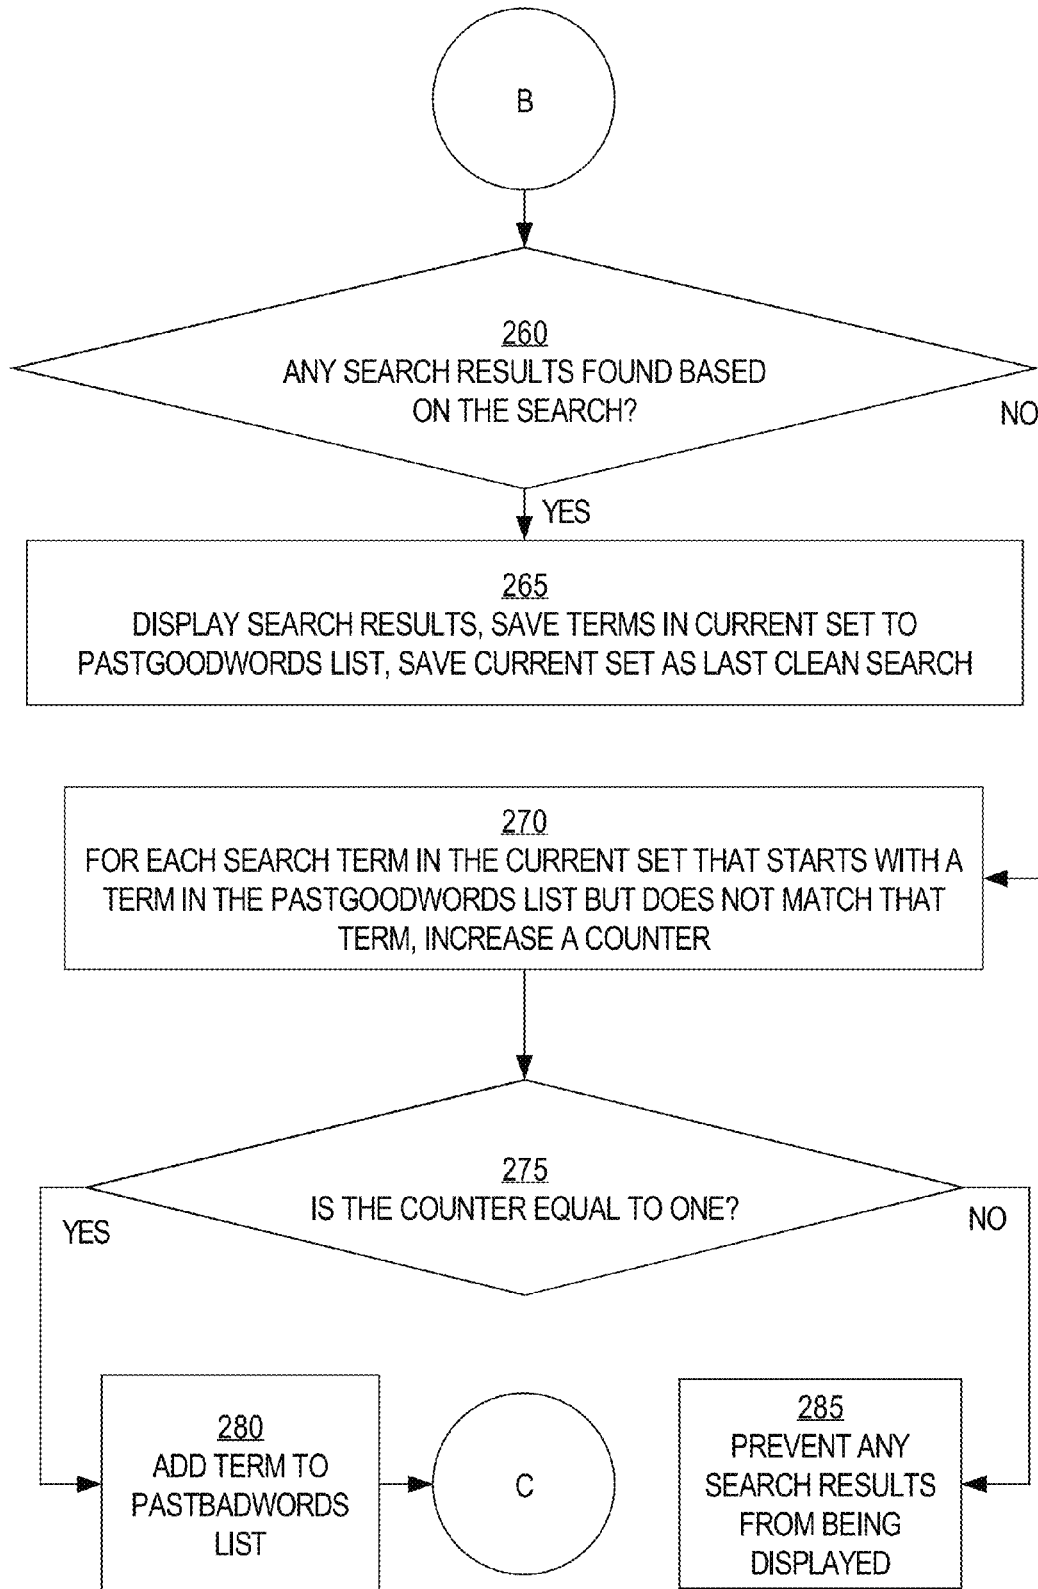 B
260
ANY SEARCH RESULTS FOUND BASED
ON THE SEARCH?
NO
YES
265
DISPLAY SEARCH RESULTS, SAVE TERMS IN CURRENT SET TO
PASTGOODWORDS LIST, SAVE CURRENT SET AS LAST CLEAN SEARCH
270
FOR EACH SEARCH TERM IN THE CURRENT SET THAT STARTS WITH A
TERM IN THE PASTGOODWORDS LIST BUT DOES NOT MATCH THAT
TERM, INCREASE A COUNTER
275
IS THE COUNTER EQUAL TO ONE?
YES
NO
280
ADD TERM TO
PASTBADWORDS
LIST
C
285
PREVENT ANY
SEARCH RESULTS
FROM BEING
DISPLAYED